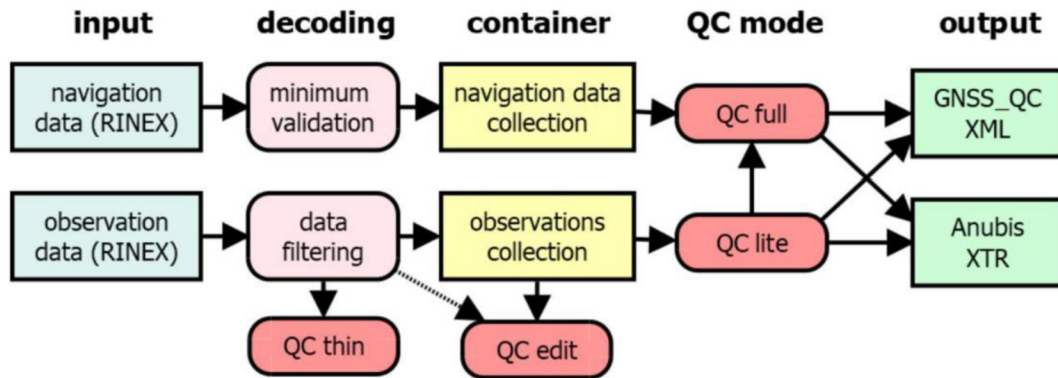 input
decoding
container
QC mode
output
navigation
data (RINEX)
minimum
validation
navigation data
collection
QC full
GNSS_QC
XML
observation
data (RINEX)
data
filtering
observations
collection
QC lite
Anubis
XTR
QC thin
QC edit